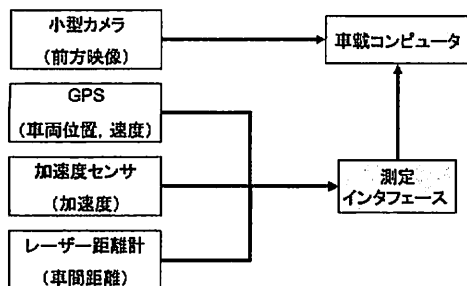 小型カメラ
(前方映像)
車載コンピュータ
GPS
(車両位置, 速度)
加速度センサ
(加速度)
測定
インタフェース
レーザー距離計
(車間距離)